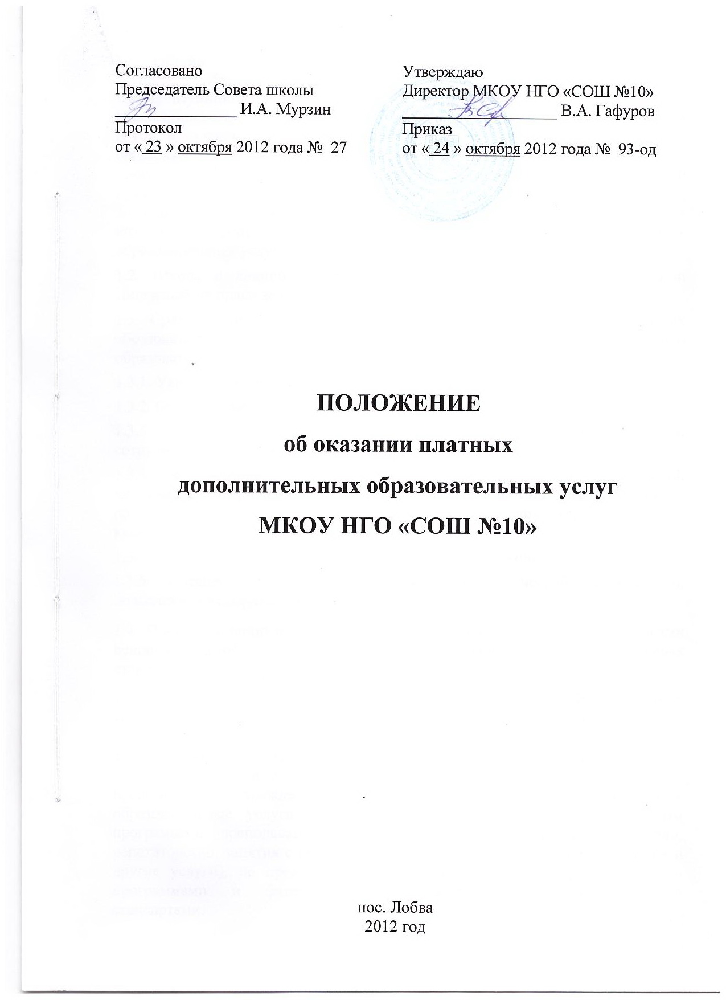 Согласовано
Председатель Совета школы
_______________ И.А. Мурзин
Протокол
от « 23 » октября 2012 года № 27
Утверждаю
Директор МКОУ НГО «СОШ №10»
___________________ В.А. Гафуров
Приказ
от « 24 » октября 2012 года № 93-од
ПОЛОЖЕНИЕ
об оказании платных
дополнительных образовательных услуг
МКОУ НГО «СОШ №10»
пос. Лобва
2012 год